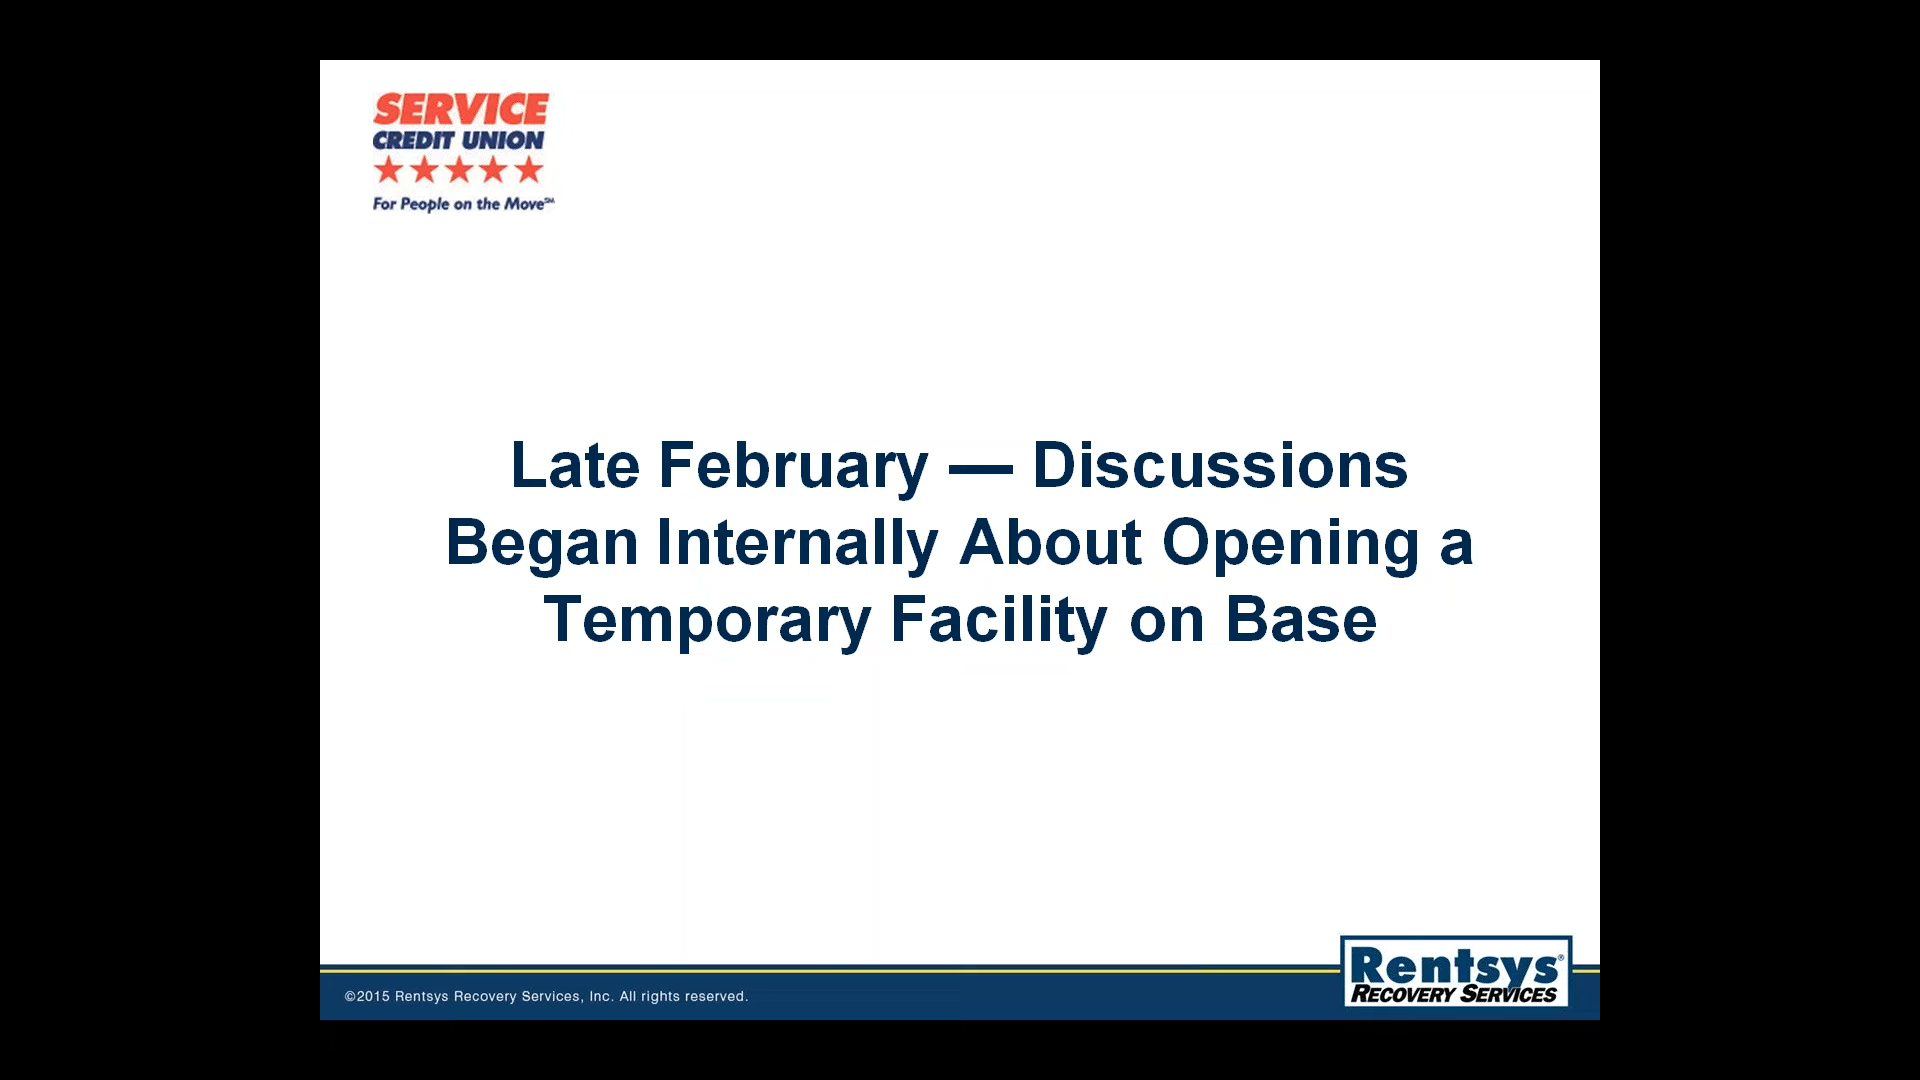 SERVICE
CREDIT UNION
For People on the Move℠
Late February — Discussions
Began Internally About Opening a
Temporary Facility on Base
©2015 Rentsys Recovery Services, Inc. All rights reserved.
Rentsys®
RECOVERY SERVICES